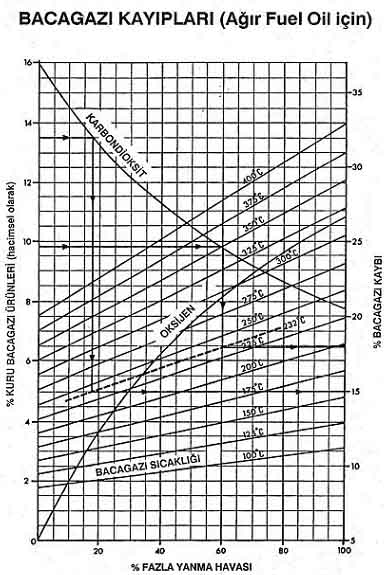 BACAGAZI KAYIPLARI (Ağır Fuel Oil için)
% KURU BACAGAZI ÜRÜNLERİ (hacimsel olarak)
16
14
12
10
8
6
4
2
0
KARBONDİOKSİT
OKSİJEN
400°C
375°C
350°C
325°C
300°C
275°C
250°C
232°C
225°C
200°C
175°C
150°C
125°C
100°C
BACAGAZI SICAKLIĞI
35
30
25
20
15
10
5
% BACAGAZI KAYBI
20
40
60
80
100
% FAZLA YANMA HAVASI